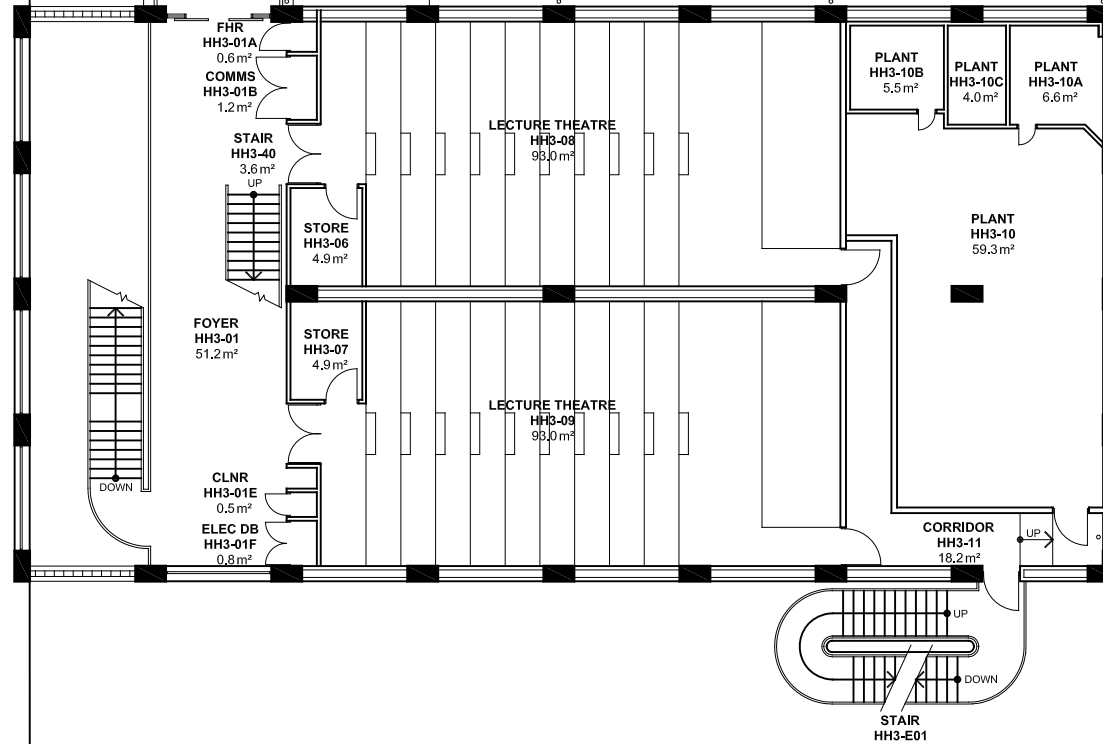 FHR
HH3-01A
0.6m²
COMMS
HH3-01B
1.2m²
STAIR
HH3-40
3.6m²
UP
STORE
HH3-06
4.9m²
LECTURE THEATRE
HH3-08
93.0m²
PLANT
HH3-10B
5.5m²
PLANT
HH3-10C
4.0m²
PLANT
HH3-10A
6.6m²
PLANT
HH3-10
59.3m²
FOYER
HH3-01
51.2m²
STORE
HH3-07
4.9m²
LECTURE THEATRE
HH3-09
93.0m²
DOWN
CLNR
HH3-01E
0.5m²
ELEC DB
HH3-01F
0.8m²
CORRIDOR
HH3-11
18.2m²
UP
UP
DOWN
STAIR
HH3-E01